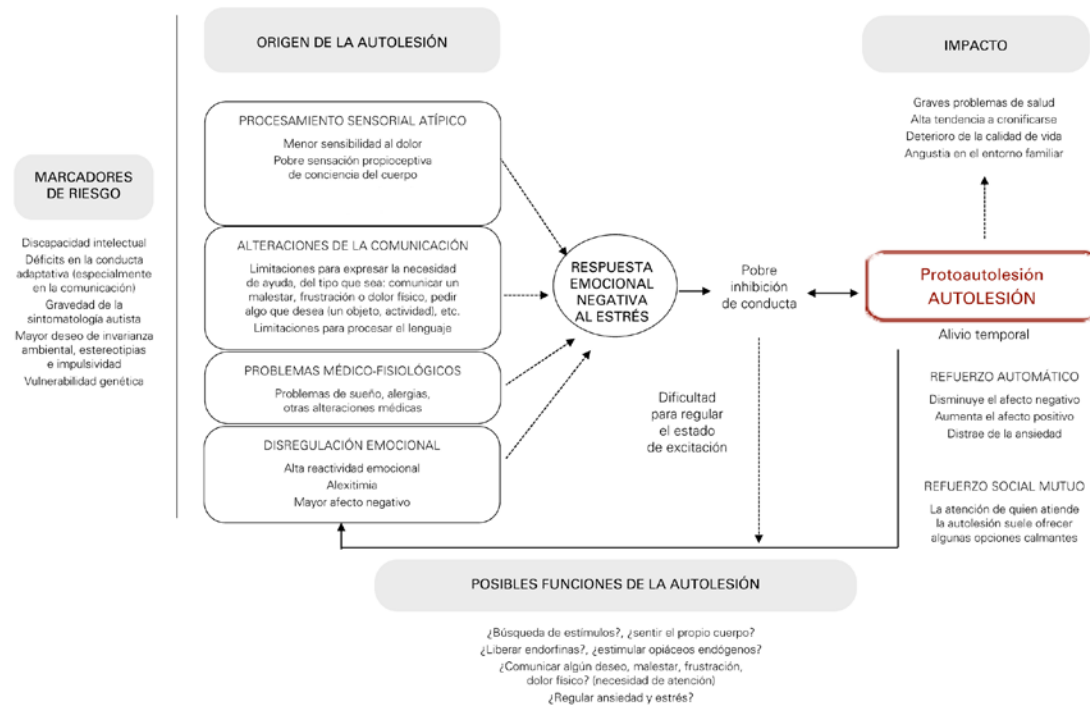 MARCADORES
DE RIESGO
Discapacidad intelectual
Déficits en la conducta
adaptativa (especialmente
en la comunicación)
Gravedad de la
sintomatología autista
Mayor deseo de invarianza
ambiental, estereotipias
e impulsividad
Vulnerabilidad genética
ORIGEN DE LA AUTOLESIÓN
PROCESAMIENTO SENSORIAL ATÍPICO
Menor sensibilidad al dolor
Pobre sensación propioceptiva
de conciencia del cuerpo
ALTERACIONES DE LA COMUNICACIÓN
Limitaciones para expresar la necesidad
de ayuda, del tipo que sea: comunicar un
malestar, frustración o dolor físico, pedir
algo que desea (un objeto, actividad), etc.
Limitaciones para procesar el lenguaje
PROBLEMAS MÉDICO-FISIOLÓGICOS
Problemas de sueño, alergias,
otras alteraciones médicas
DISREGULACIÓN EMOCIONAL
Alta reactividad emocional
Alexitimia
Mayor afecto negativo
RESPUESTA
EMOCIONAL
NEGATIVA
AL ESTRÉS
Pobre
inhibición
de conducta
Dificultad
para regular
el estado
de excitación
IMPACTO
Graves problemas de salud
Alta tendencia a cronificarse
Deterioro de la calidad de vida
Angustia en el entorno familiar
Protoautolesión
AUTOLESIÓN
Alivio temporal
REFUERZO AUTOMÁTICO
Disminuye el afecto negativo
Aumenta el afecto positivo
Distrae de la ansiedad
REFUERZO SOCIAL MUTUO
La atención de quien atiende
la autolesión suele ofrecer
algunas opciones calmantes
POSIBLES FUNCIONES DE LA AUTOLESIÓN
¿Búsqueda de estímulos?, ¿sentir el propio cuerpo?
¿Liberar endorfinas?, ¿estimular opiáceos endógenos?
¿Comunicar algún deseo, malestar, frustración,
dolor físico? (necesidad de atención)
¿Regular ansiedad y estrés?